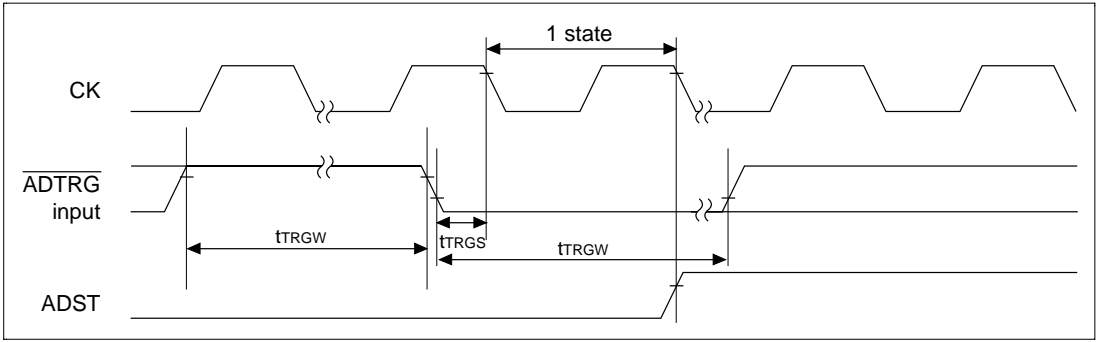 1 state
CK
ADTRG
input
tTRGW
tTRGS
tTRGW
ADST